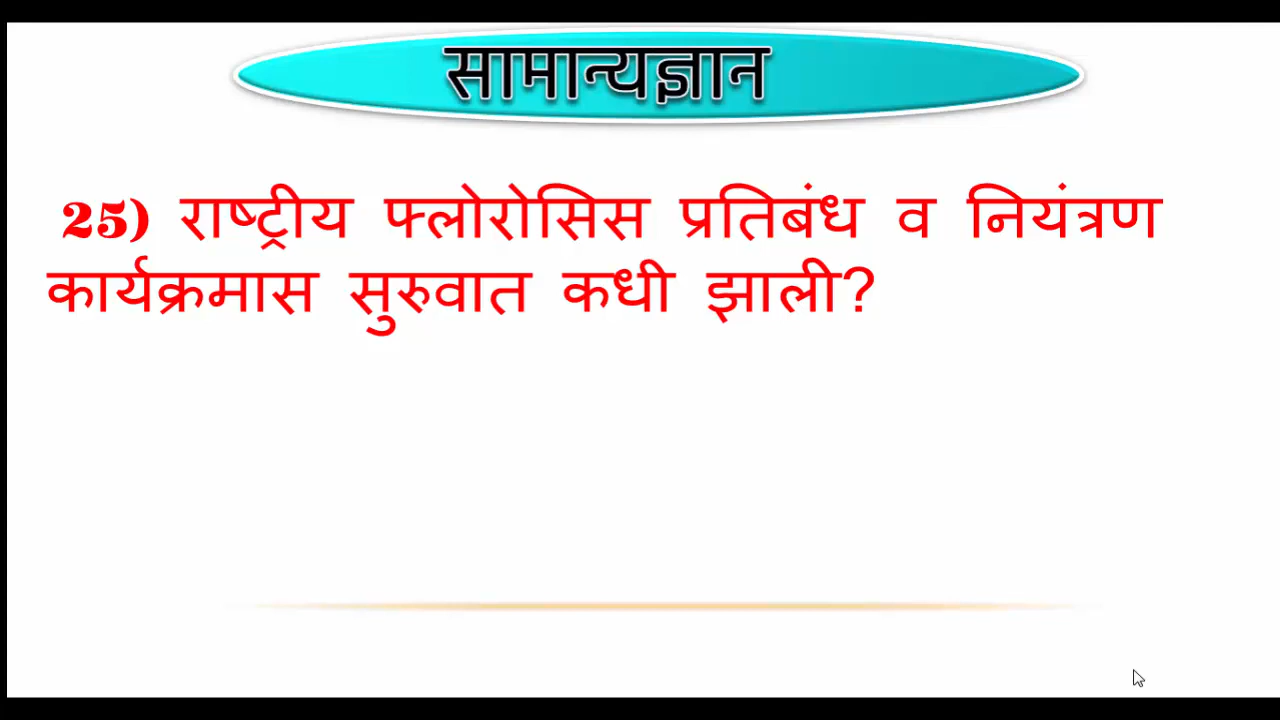 सामान्यज्ञान
25) राष्ट्रीय फ्लोरोसिस प्रतिबंध व नियंत्रण
कार्यक्रमास सुरुवात कधी झाली?